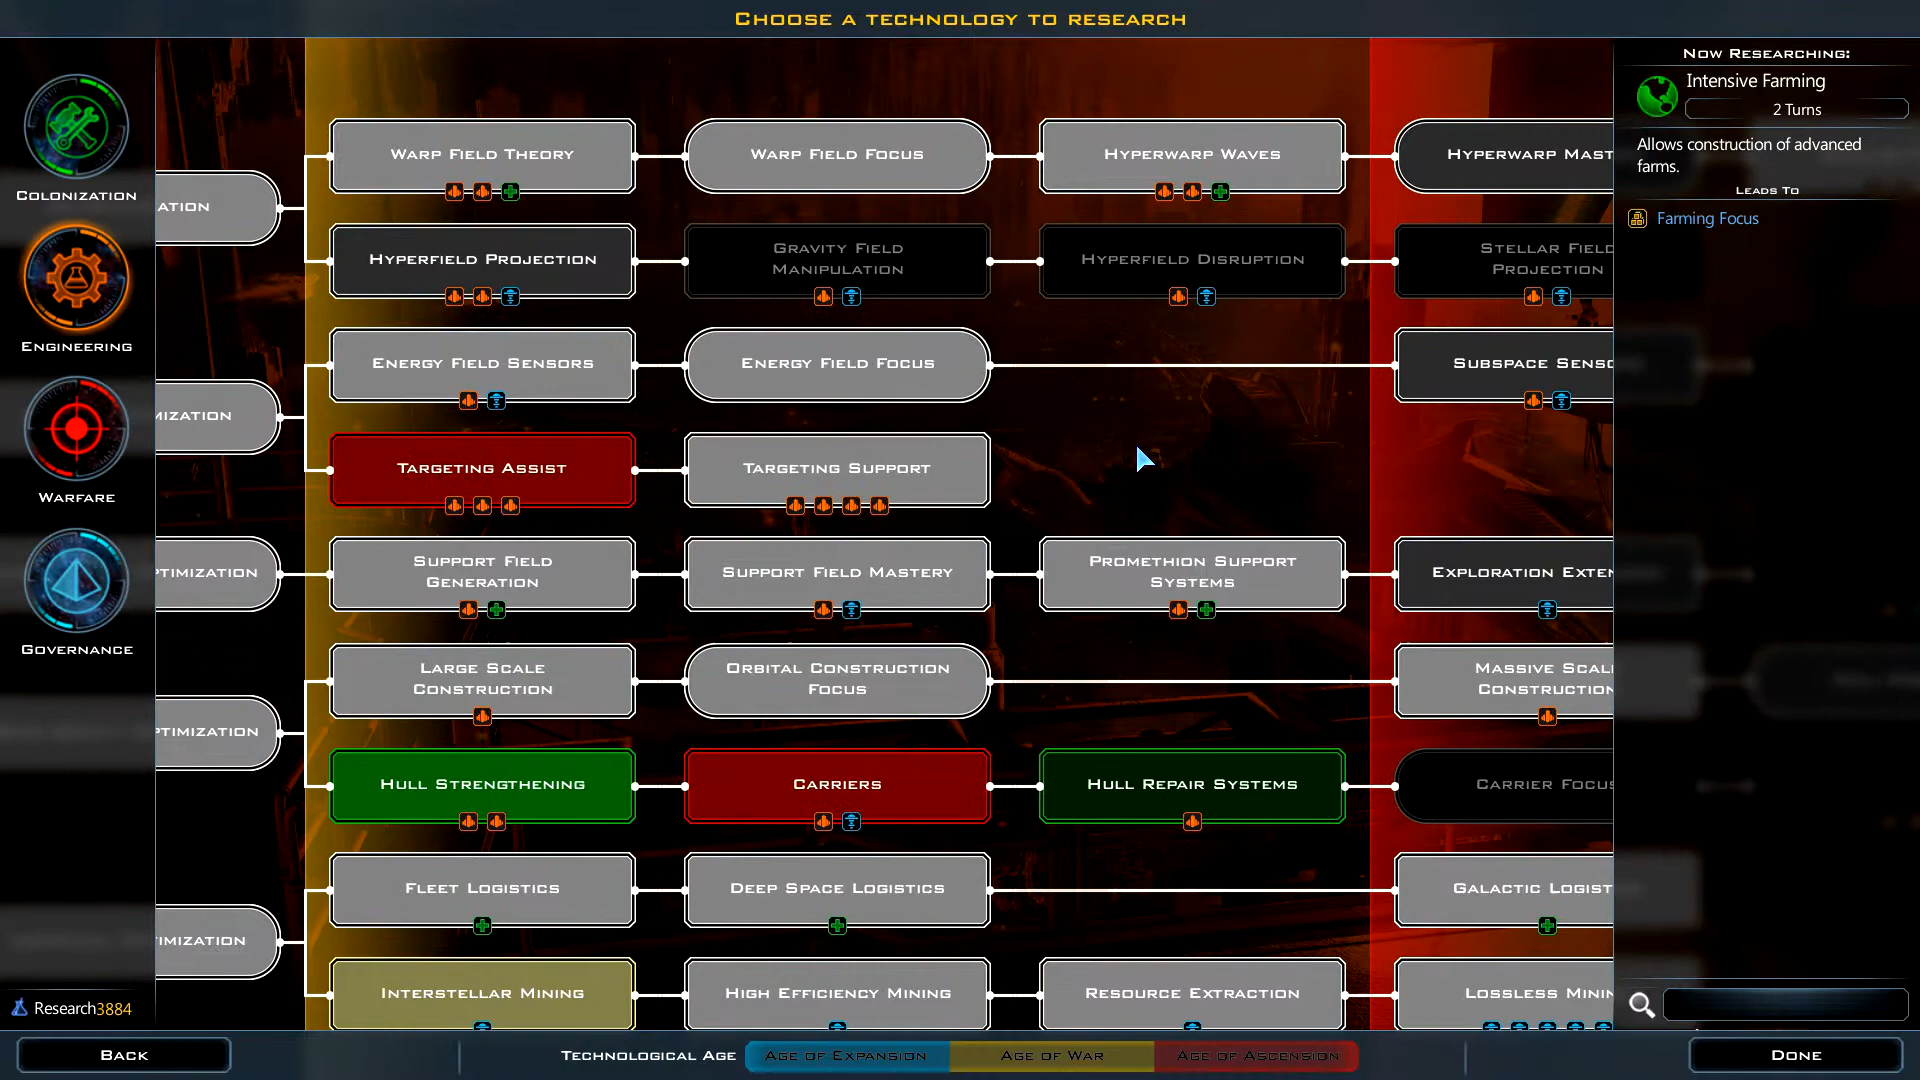 CHOOSE A TECHNOLOGY TO RESEARCH
NOW RESEARCHING:
Intensive Farming
2 Turns
Allows construction of advanced
farms.
LEADS TO
Farming Focus
COLONIZATION
ENGINEERING
WARFARE
GOVERNANCE
Research3884
ATION
WARP FIELD THEORY
WARP FIELD FOCUS
HYPERWARP WAVES
HYPERWARP MAST
HYPERFIELD PROJECTION
GRAVITY FIELD
MANIPULATION
HYPERFIELD DISRUPTION
STELLAR FIELD
PROJECTION
MIZATION
ENERGY FIELD SENSORS
ENERGY FIELD FOCUS
SUBSPACE SENSO
TARGETING ASSIST
TARGETING SUPPORT
PTIMIZATION
SUPPORT FIELD
GENERATION
SUPPORT FIELD MASTERY
PROMETHION SUPPORT
SYSTEMS
EXPLORATION EXTEN
PTIMIZATION
LARGE SCALE
CONSTRUCTION
ORBITAL CONSTRUCTION
FOCUS
MASSIVE SCAL
CONSTRUCTION
HULL STRENGTHENING
CARRIERS
HULL REPAIR SYSTEMS
CARRIER FOCUS
TIMIZATION
FLEET LOGISTICS
DEEP SPACE LOGISTICS
GALACTIC LOGIST
INTERSTELLAR MINING
HIGH EFFICIENCY MINING
RESOURCE EXTRACTION
LOSSLESS MININ
BACK
TECHNOLOGICAL AGE
AGE OF EXPANSION
AGE OF WAR
AGE OF ASCENSION
DONE